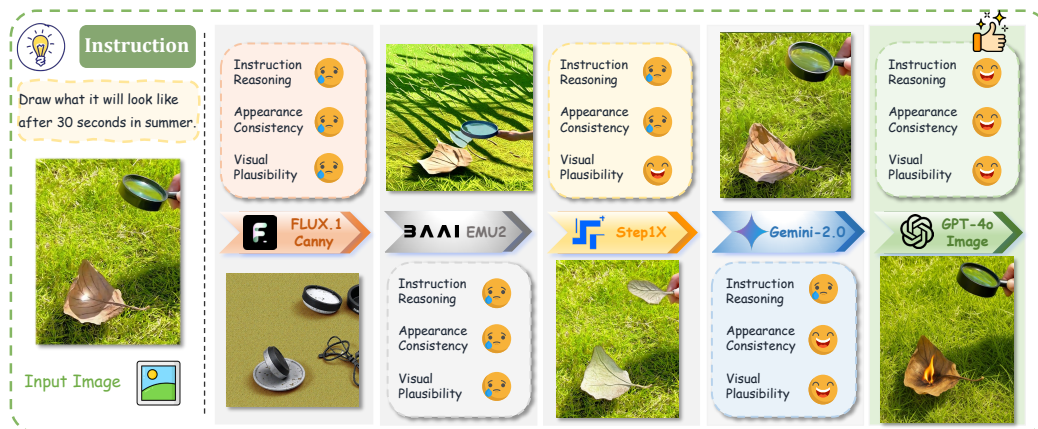 Instruction
Draw what it will look like
after 30 seconds in summer.
Input Image
Instruction
Reasoning
Appearance
Consistency
Visual
Plausibility
F.
FLUX.1
Canny
BAAI EMU2
Instruction
Reasoning
Appearance
Consistency
Visual
Plausibility
Instruction
Reasoning
Appearance
Consistency
Visual
Plausibility
Step1X
Gemini-2.0
Instruction
Reasoning
Appearance
Consistency
Visual
Plausibility
Instruction
Reasoning
Appearance
Consistency
Visual
Plausibility
GPT-4o
Image